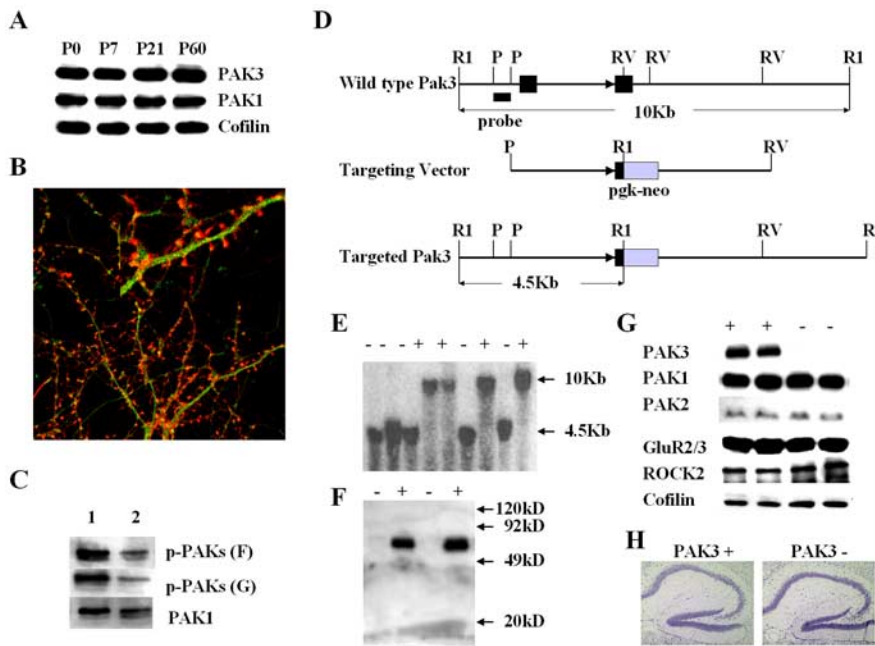 A
P0 P7 P21 P60
PAK3
PAK1
Cofilin
B
C
1 2
p-PAKs (F)
p-PAKs (G)
PAK1
D
R1 P P RV RV RV R1
Wild type Pak3
probe
10Kb
P R1 RV
Targeting Vector
pgk-neo
R1 P P R1 RV R
Targeted Pak3
4.5Kb
E
- - - + + - + - +
10Kb
4.5Kb
F
- + - +
120kD
92kD
49kD
20kD
G
+ + - -
PAK3
PAK1
PAK2
GluR2/3
ROCK2
Cofilin
H
PAK3 + PAK3 -